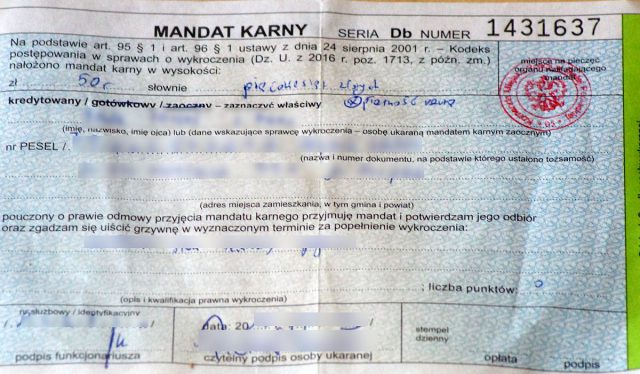 MANDAT KARNY SERIA Db NUMER 1431637
Na podstawie art. 95 § 1 i art. 96 § 1 ustawy z dnia 24 sierpnia 2001 r. – Kodeks
postępowania w sprawach o wykroczenia (Dz. U. z 2016 r. poz. 1713, z późn. zm.)
nałożono mandat karny w wysokości:
miejsca na pieczęć
organu nakładającego
mandat
zł 50,- słownie pięćdziesiąt złotych
kredytowany / gotówkowy / zaoczny – zaznaczyć właściwy
(imię, nazwisko, imię ojca) lub (dane wskazujące sprawcę wykroczenia – osobę ukaraną mandatem karnym zaocznym)
nr PESEL /
(nazwa i numer dokumentu, na podstawie którego ustalono tożsamość)
(adres miejsca zamieszkania, w tym gmina i powiat)
pouczony o prawie odmowy przyjęcia mandatu karnego przyjmuję mandat i potwierdzam jego odbiór
oraz zgadzam się uiścić grzywnę w wyznaczonym terminie za popełnienie wykroczenia:
; liczba punktów: 0
(opis i kwalifikacja prawna wykroczenia)
nr służbowy / identyfikacyjny
data: 20
stempel
dzienny
podpis funkcjonariusza
czytelny podpis osoby ukaranej
opłata podpis